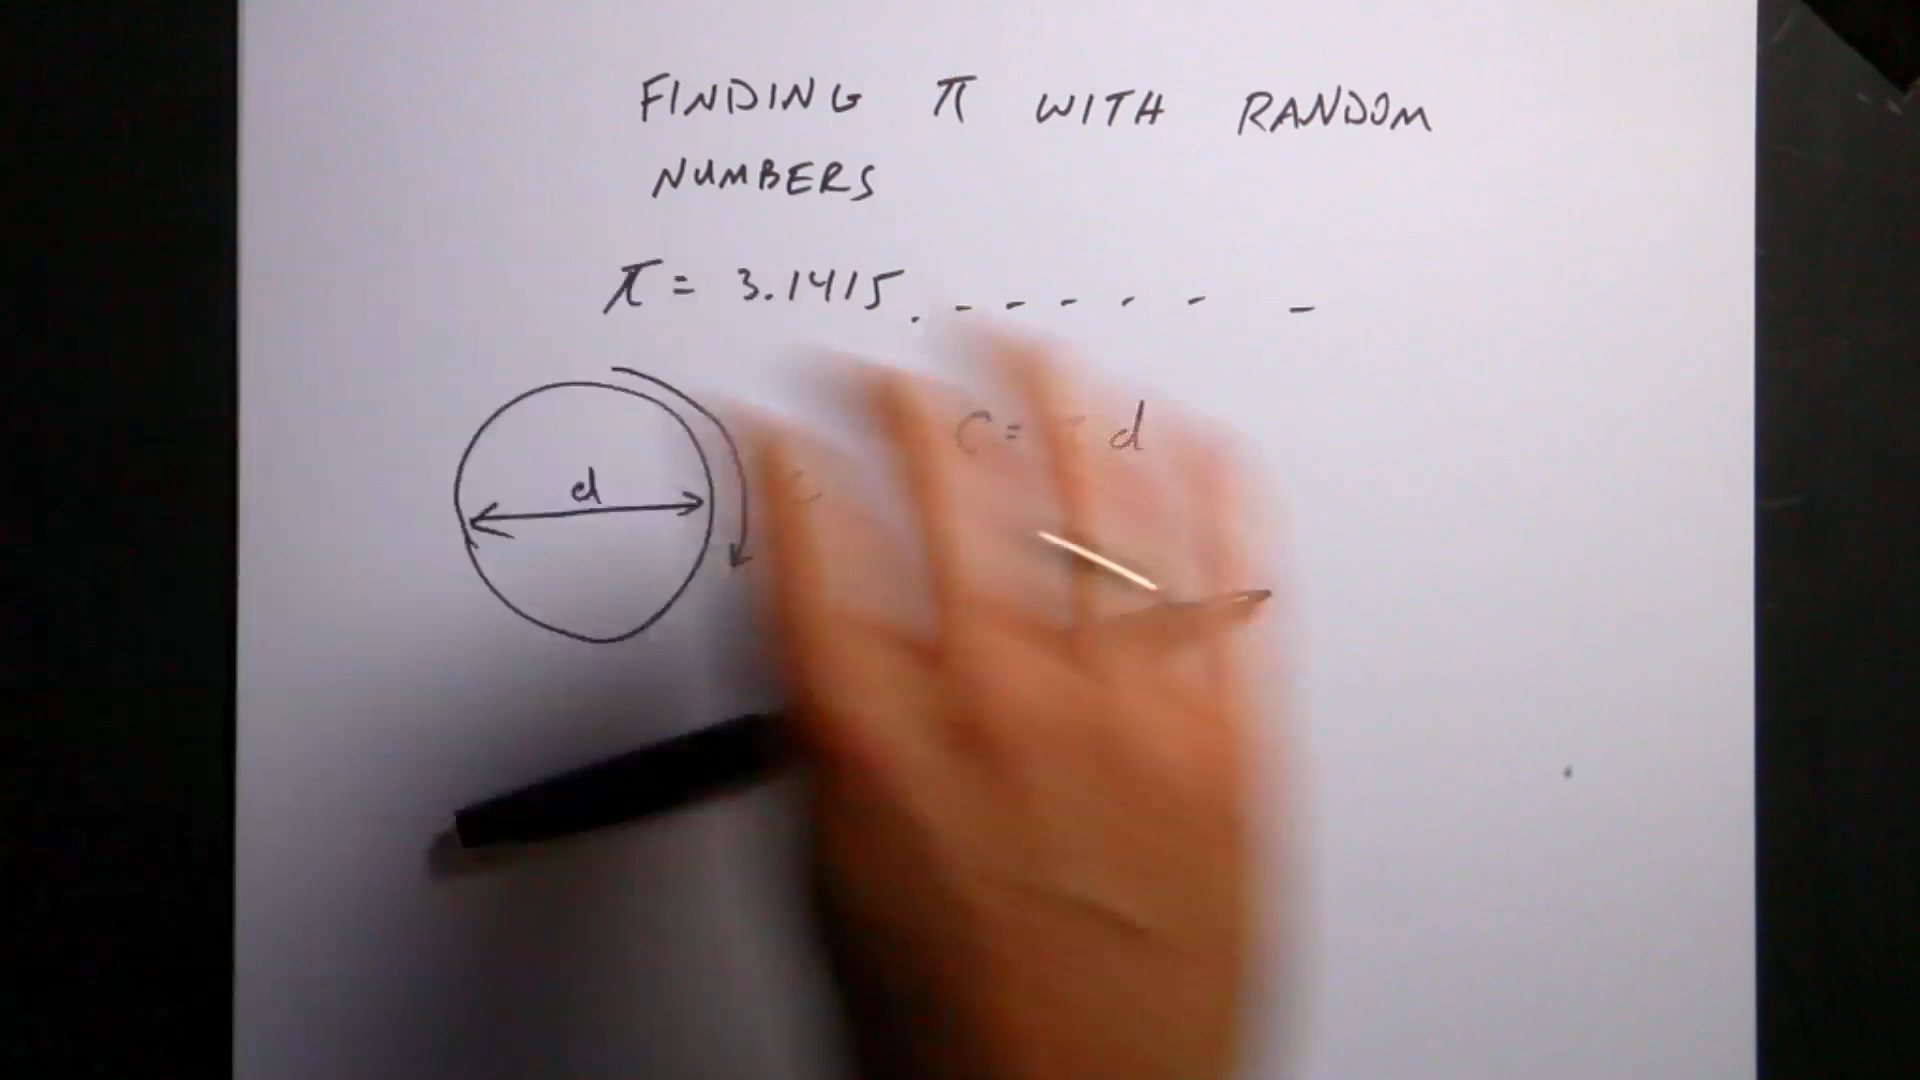 FINDING π WITH RANDOM
NUMBERS
π = 3.1415. - - - - - -
d
c = d